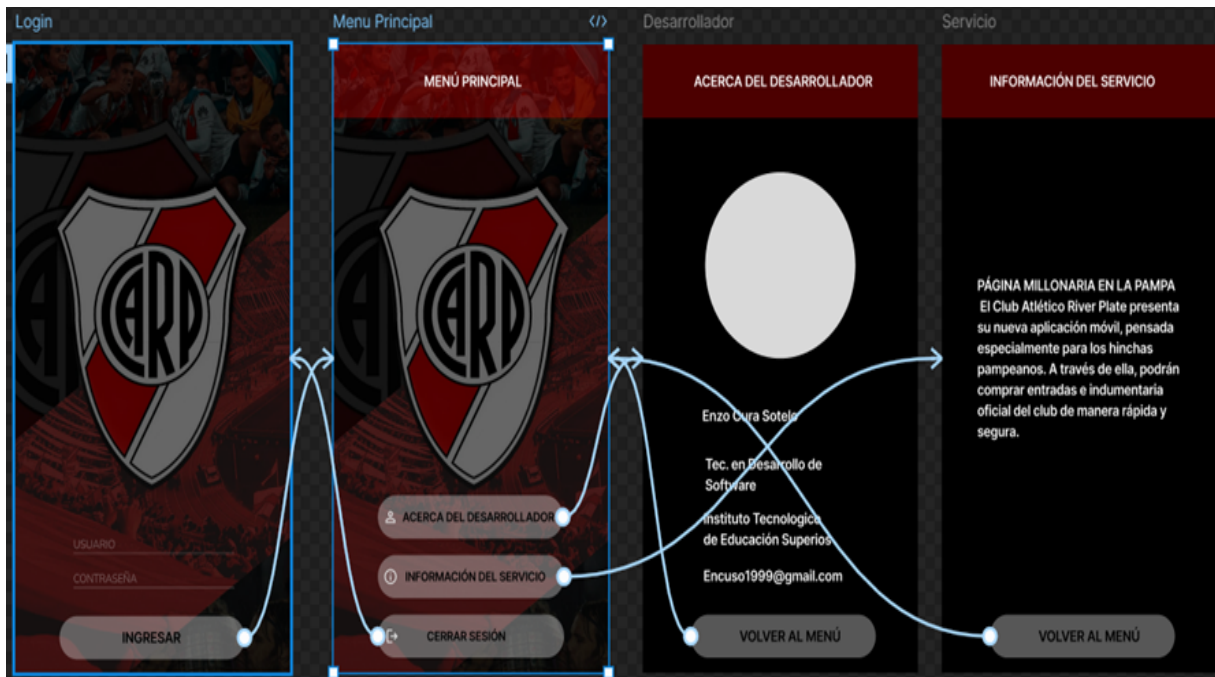 Login
Menu Principal
</>
Desarrollador
Servicio
CARP
USUARIO
CONTRASEÑA
INGRESAR
MENÚ PRINCIPAL
CARP
ACERCA DEL DESARROLLADOR
INFORMACIÓN DEL SERVICIO
CERRAR SESIÓN
ACERCA DEL DESARROLLADOR
Enzo Cura Sotelo
Tec. en Desarrollo de
Software
Instituto Tecnologico
de Educación Superios
Encuso1999@gmail.com
VOLVER AL MENÚ
INFORMACIÓN DEL SERVICIO
PÁGINA MILLONARIA EN LA PAMPA
El Club Atlético River Plate presenta
su nueva aplicación móvil, pensada
especialmente para los hinchas
pampeanos. A través de ella, podrán
comprar entradas e indumentaria
oficial del club de manera rápida y
segura.
VOLVER AL MENÚ